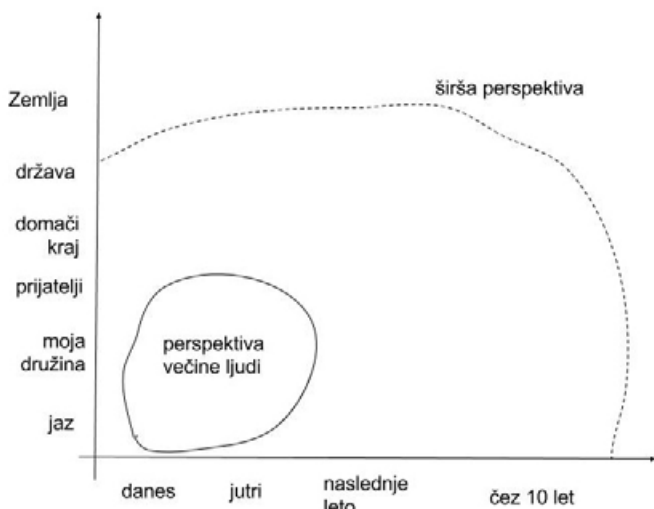 Zemlja
širša perspektiva
država
domači
kraj
prijatelji
moja
družina
perspektiva
večine ljudi
jaz
danes
jutri
naslednje
leto
čez 10 let